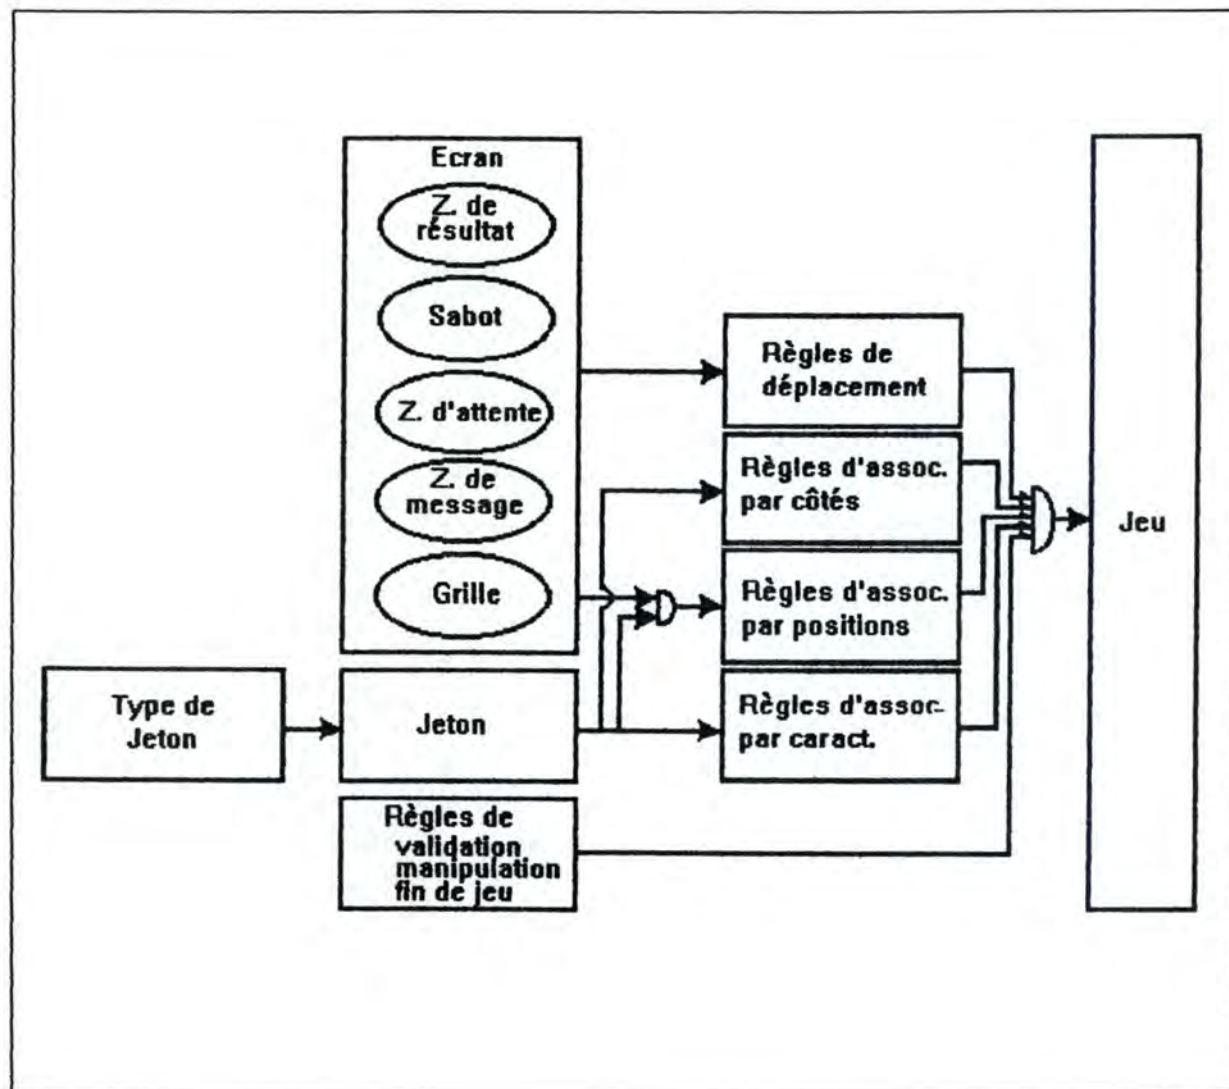 Ecran
Z. de
résultat
Sabot
Z. d'attente
Z. de
message
Grille
Règles de
déplacement
Règles d'assoc.
par côtés
Règles d'assoc.
par positions
Règles d'assoc-
par caract.
Jeu
Type de
Jeton
Jeton
Règles de
validation
manipulation
fin de jeu